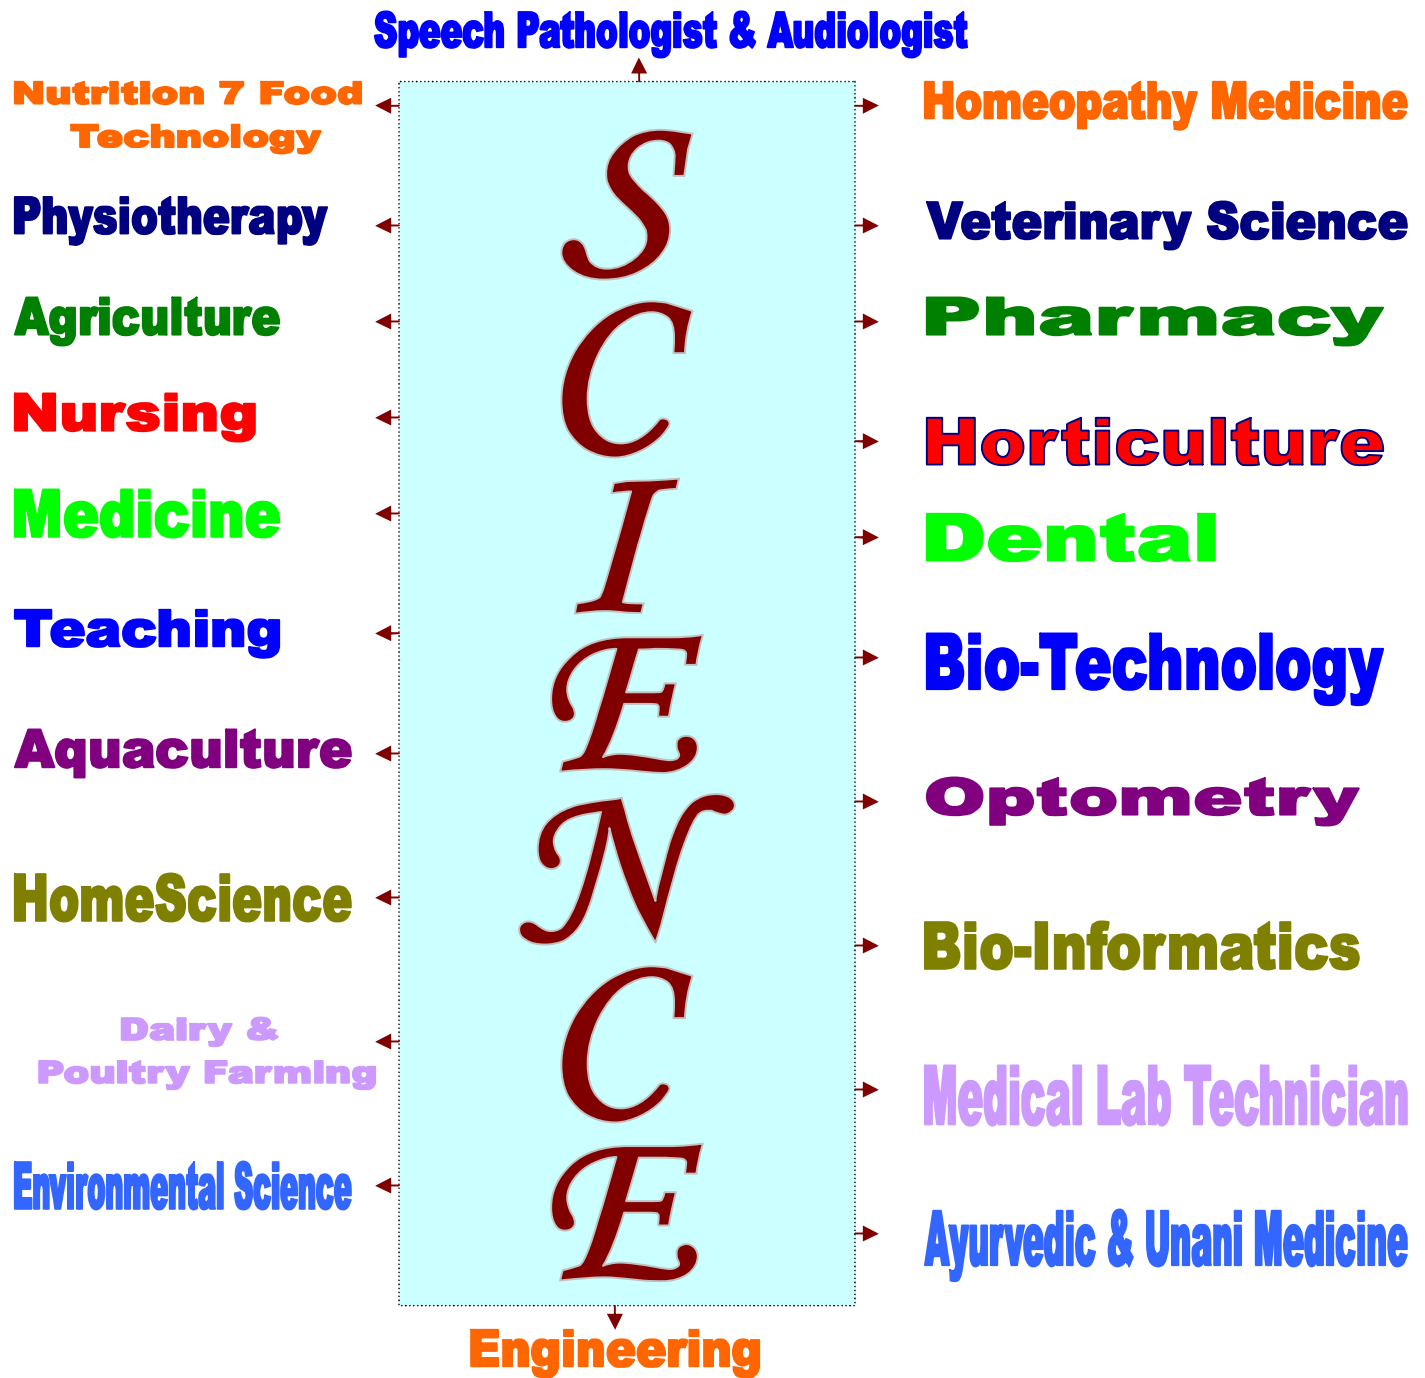 Speech Pathologist & Audiologist
Nutrition 7 Food
Technology
Physiotherapy
Agriculture
Nursing
Medicine
Teaching
Aquaculture
HomeScience
Dairy &
Poultry Farming
Environmental Science
S
C
I
E
N
C
E
Homeopathy Medicine
Veterinary Science
Pharmacy
Horticulture
Dental
Bio-Technology
Optometry
Bio-Informatics
Medical Lab Technician
Ayurvedic & Unani Medicine
Engineering